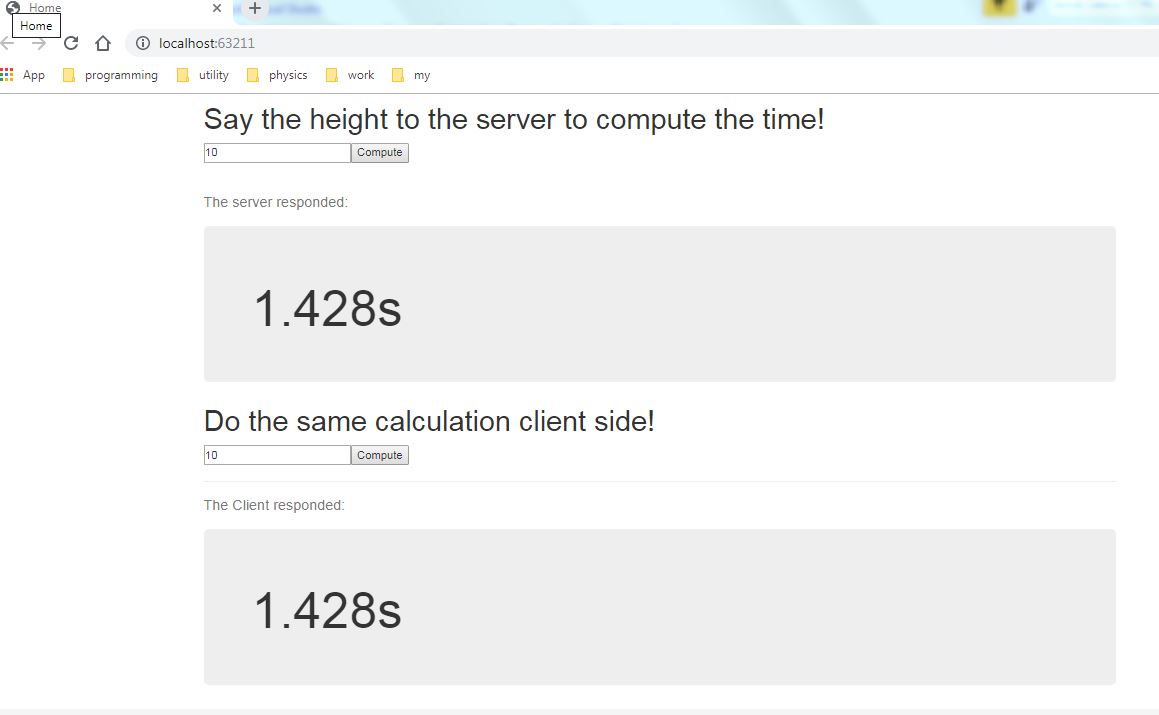 Home
Home
localhost:63211
App programming utility physics work my
Say the height to the server to compute the time!
10 Compute
The server responded:
1.428s
Do the same calculation client side!
10 Compute
The Client responded:
1.428s